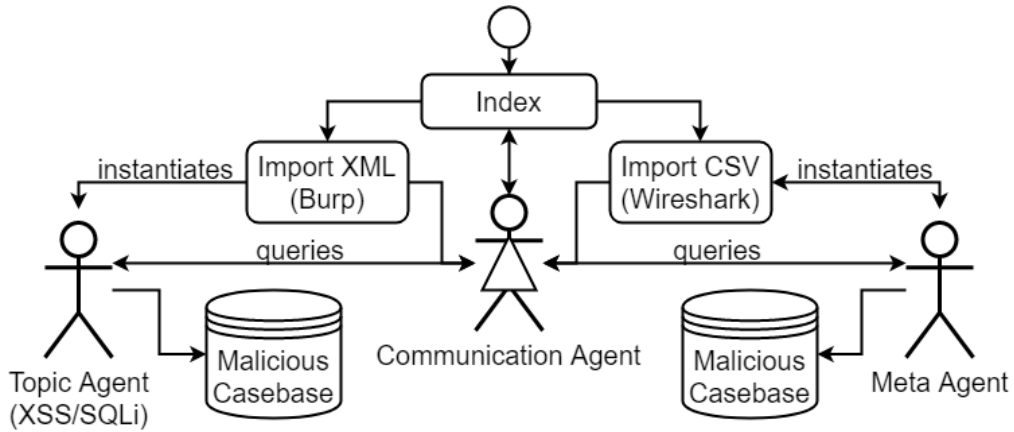 Index
Import XML
(Burp)
Import CSV
(Wireshark)
instantiates
instantiates
queries
queries
Malicious
Casebase
Communication Agent
Malicious
Casebase
Topic Agent
(XSS/SQLi)
Meta Agent